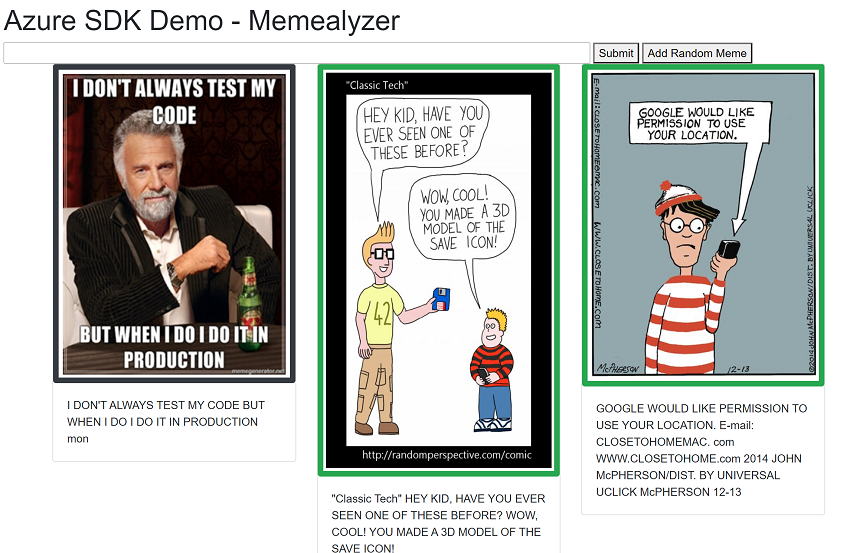 Azure SDK Demo - Memealyzer
Submit
Add Random Meme
I DON'T ALWAYS TEST MY
CODE
BUT WHEN I DO I DO IT IN
PRODUCTION
memegenerator.net
I DON'T ALWAYS TEST MY CODE BUT
WHEN I DO I DO IT IN PRODUCTION
mon
"Classic Tech"
HEY KID, HAVE YOU
EVER SEEN ONE OF
THESE BEFORE?
WOW, COOL!
YOU MADE A 3D
MODEL OF THE
SAVE ICON!
42
http://randomperspective.com/comic
"Classic Tech" HEY KID, HAVE YOU EVER
SEEN ONE OF THESE BEFORE? WOW,
COOL! YOU MADE A 3D MODEL OF THE
SAVE ICON!
E-mail: CLOSETOHOME@MAC.com
WWW.CLOSETOHOME.com
GOOGLE WOULD LIKE
PERMISSION TO USE
YOUR LOCATION.
©2014 JOHN McPHERSON/DIST. BY UNIVERSAL UCLICK
McPHERSON
12-13
GOOGLE WOULD LIKE PERMISSION TO
USE YOUR LOCATION. E-mail:
CLOSETOHOMEMAC. com
WWW.CLOSETOHOME.com 2014 JOHN
McPHERSON/DIST. BY UNIVERSAL
UCLICK McPHERSON 12-13